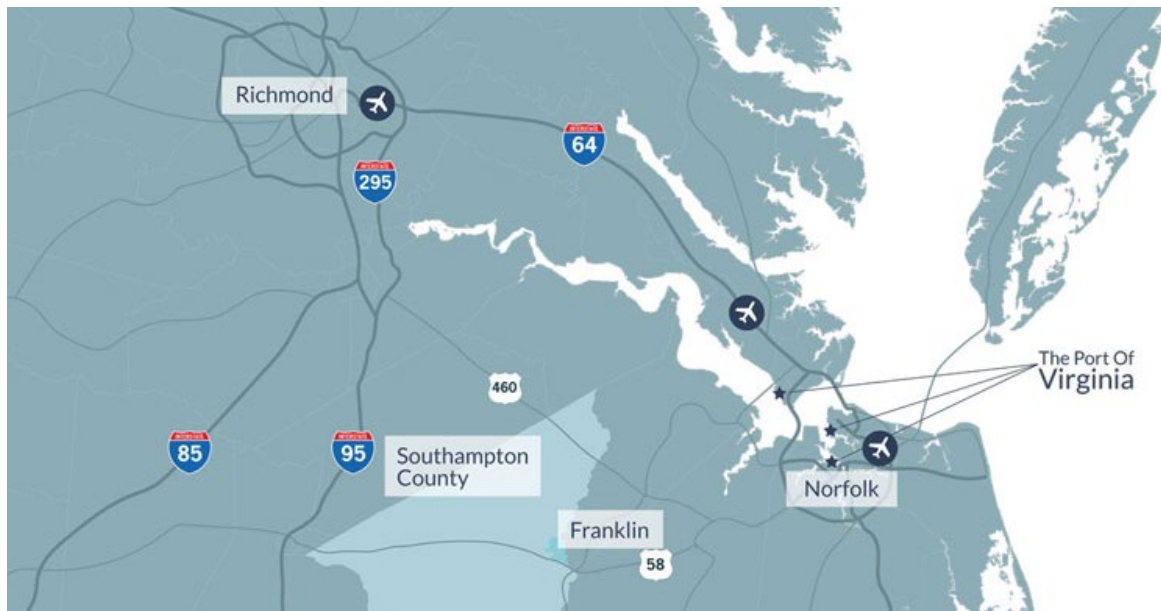 Richmond
INTERSTATE
64
INTERSTATE
295
The Port Of
Virginia
460
INTERSTATE
85
INTERSTATE
95
Southampton
County
Norfolk
Franklin
58